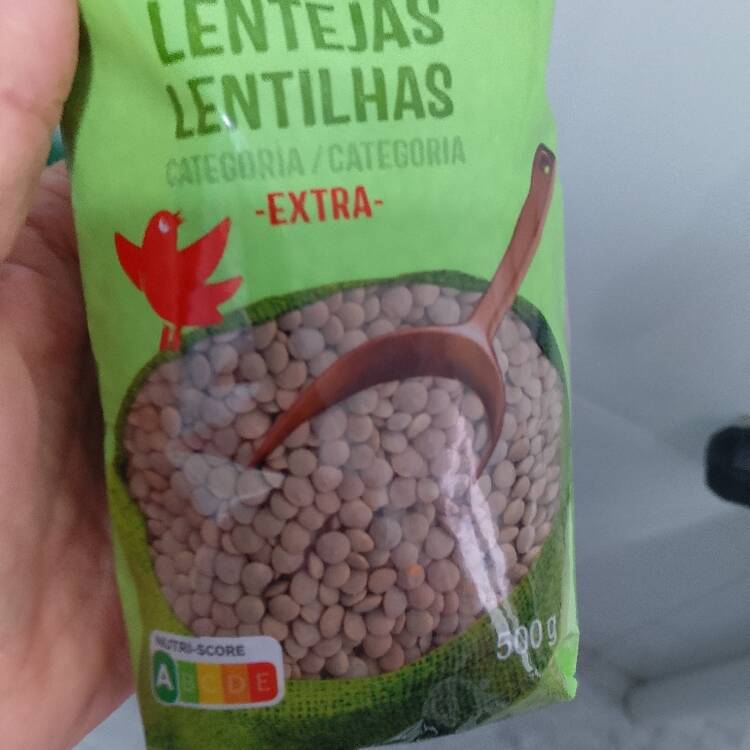 LENTEJAS
LENTILHAS
CATEGORÍA / CATEGORIA
-EXTRA-
NUTRI-SCORE
A B C D E
500 g